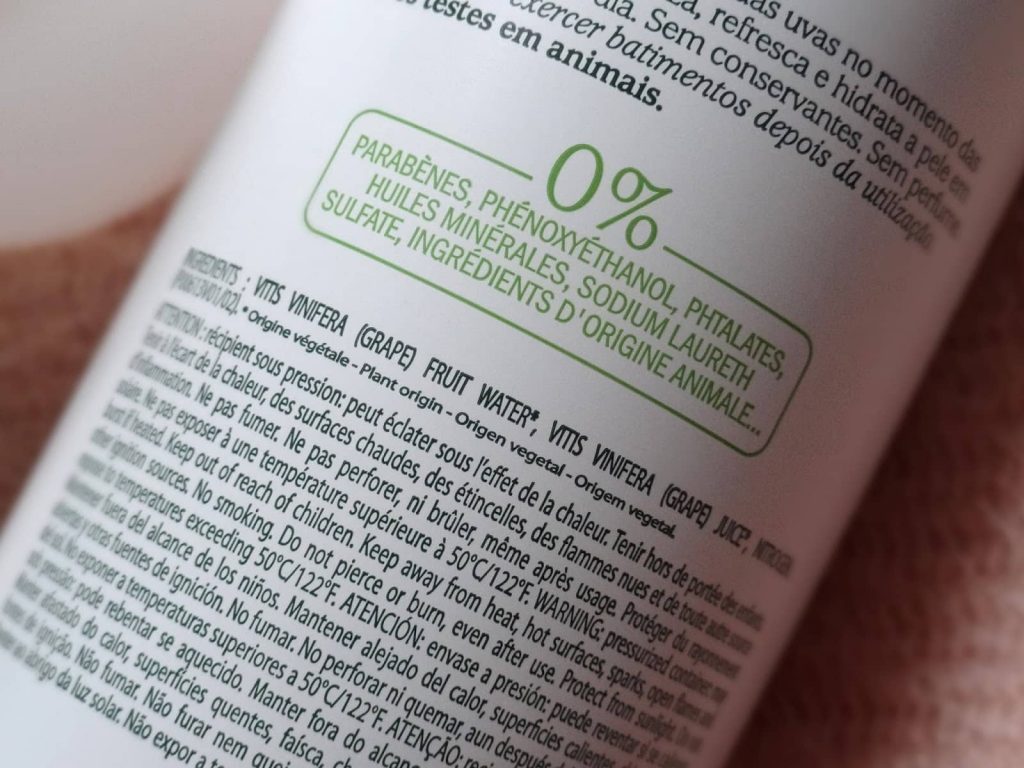 uvas no momento das
refresca e hidrata a pele em
dia. Sem conservantes. Sem perfume.
exercer batimentos depois da utilização.
testes em animais.
0%
PARABÈNES, PHÉNOXYÉTHANOL, PHTALATES,
HUILES MINÉRALES, SODIUM LAURETH
SULFATE, INGRÉDIENTS D'ORIGINE ANIMALE...
INGREDIENTS : VITIS VINIFERA (GRAPE) FRUIT WATER*, VITIS VINIFERA (GRAPE) JUICE*, NITROGEN
*Origine végétale - Plant origin - Origen vegetal - Origem vegetal.
ATTENTION : récipient sous pression: peut éclater sous l'effet de la chaleur. Tenir hors de portée des enfants.
Tenir à l'écart de la chaleur, des surfaces chaudes, des étincelles, des flammes nues et de toute autre source
d'inflammation. Ne pas fumer. Ne pas perforer, ni brûler, même après usage. Protéger du rayonnement
solaire. Ne pas exposer à une température supérieure à 50°C/122°F. WARNING: pressurized container: may
burst if heated. Keep out of reach of children. Keep away from heat, hot surfaces, sparks, open flames and
other ignition sources. No smoking. Do not pierce or burn, even after use. Protect from sunlight. Do not
expose to temperatures exceeding 50°C/122°F. ATENCIÓN: envase a presión: puede reventar si se calienta.
Mantener fuera del alcance de los niños. Mantener alejado del calor, superficies calientes,
y otras fuentes de ignición. No fumar. No perforar ni quemar, aun después de
del sol. No exponer a temperaturas superiores a 50°C/122°F. ATENÇÃO:
sob pressão: pode rebentar se aquecido. Manter fora do alcance
Manter afastado do calor, superfícies quentes, faísca,
de ignição. Não fumar. Não furar nem
ao abrigo da luz solar. Não expor a